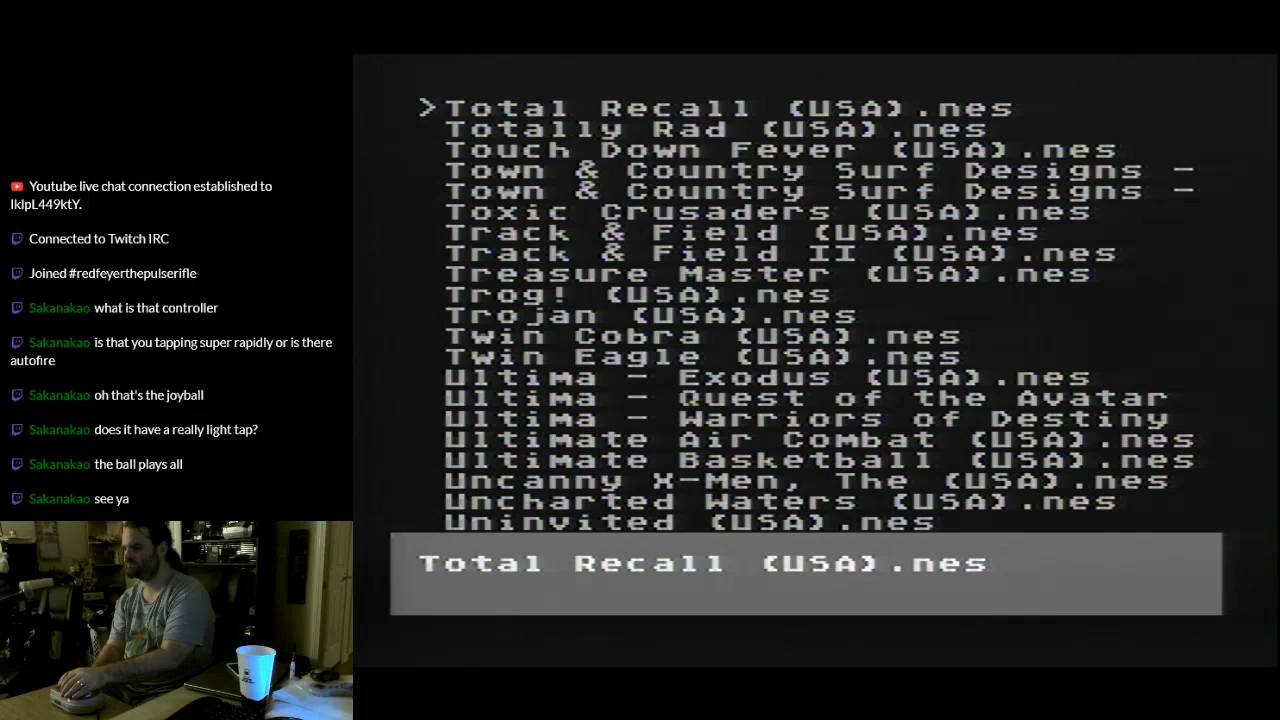 Youtube live chat connection established to
lklpL449ktY.
Connected to Twitch IRC
Joined #redfeyerthepulserifle
Sakanakao what is that controller
Sakanakao is that you tapping super rapidly or is there
autofire
Sakanakao oh that's the joyball
Sakanakao does it have a really light tap?
Sakanakao the ball plays all
Sakanakao see ya
>Total Recall (USA).nes
Totally Rad (USA).nes
Touch Down Fever (USA).nes
Town & Country Surf Designs -
Town & Country Surf Designs -
Toxic Crusaders (USA).nes
Track & Field (USA).nes
Track & Field II (USA).nes
Treasure Master (USA).nes
Trog! (USA).nes
Trojan (USA).nes
Twin Cobra (USA).nes
Twin Eagle (USA).nes
Ultima - Exodus (USA).nes
Ultima - Quest of the Avatar
Ultima - Warriors of Destiny
Ultimate Air Combat (USA).nes
Ultimate Basketball (USA).nes
Uncanny X-Men, The (USA).nes
Uncharted Waters (USA).nes
Uninvited (USA).nes
Total Recall (USA).nes